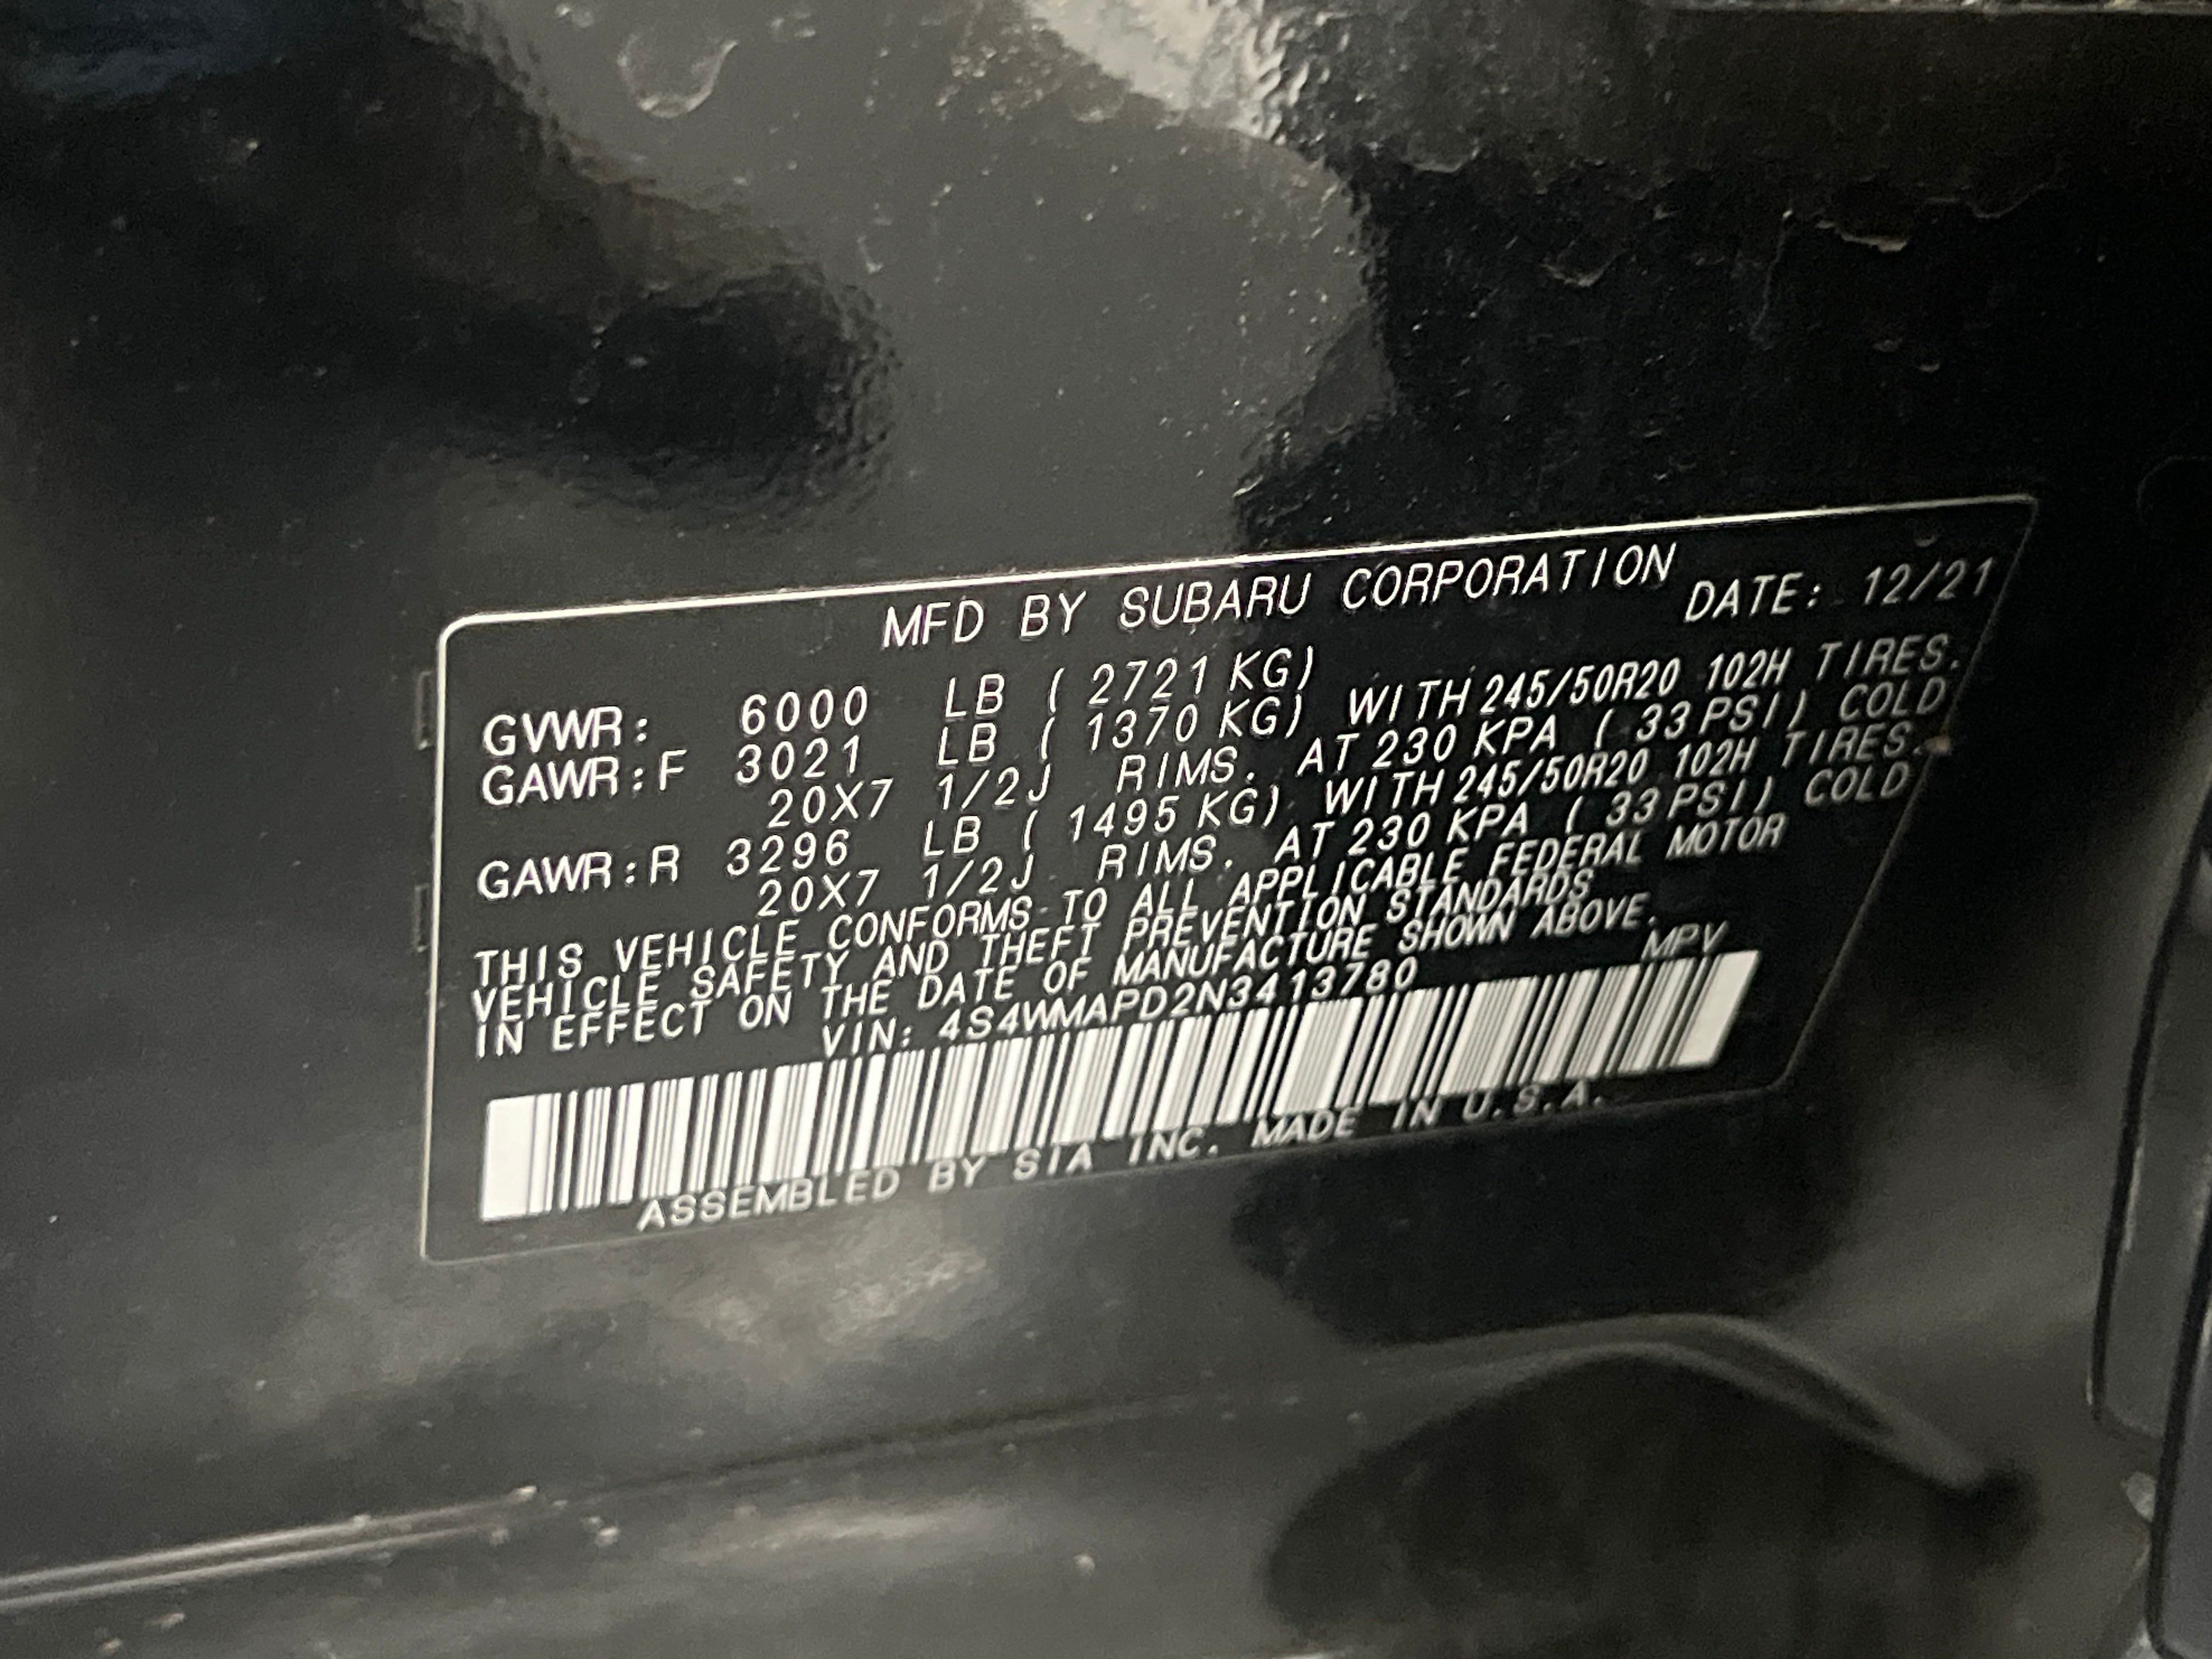 MFD BY SUBARU CORPORATION
DATE: 12/21
GVWR: 6000 LB ( 2721 KG)
GAWR:F 3021 LB ( 1370 KG) WITH 245/50R20 102H TIRES.
20X7 1/2J RIMS. AT 230 KPA ( 33 PSI) COLD
GAWR:R 3296 LB ( 1495 KG) WITH 245/50R20 102H TIRES.
20X7 1/2J RIMS. AT 230 KPA ( 33 PSI) COLD
THIS VEHICLE CONFORMS TO ALL APPLICABLE FEDERAL MOTOR
VEHICLE SAFETY AND THEFT PREVENTION STANDARDS
IN EFFECT ON THE DATE OF MANUFACTURE SHOWN ABOVE.
VIN: 4S4WMAPD2N3413780 MPV
ASSEMBLED BY SIA INC. MADE IN U.S.A.